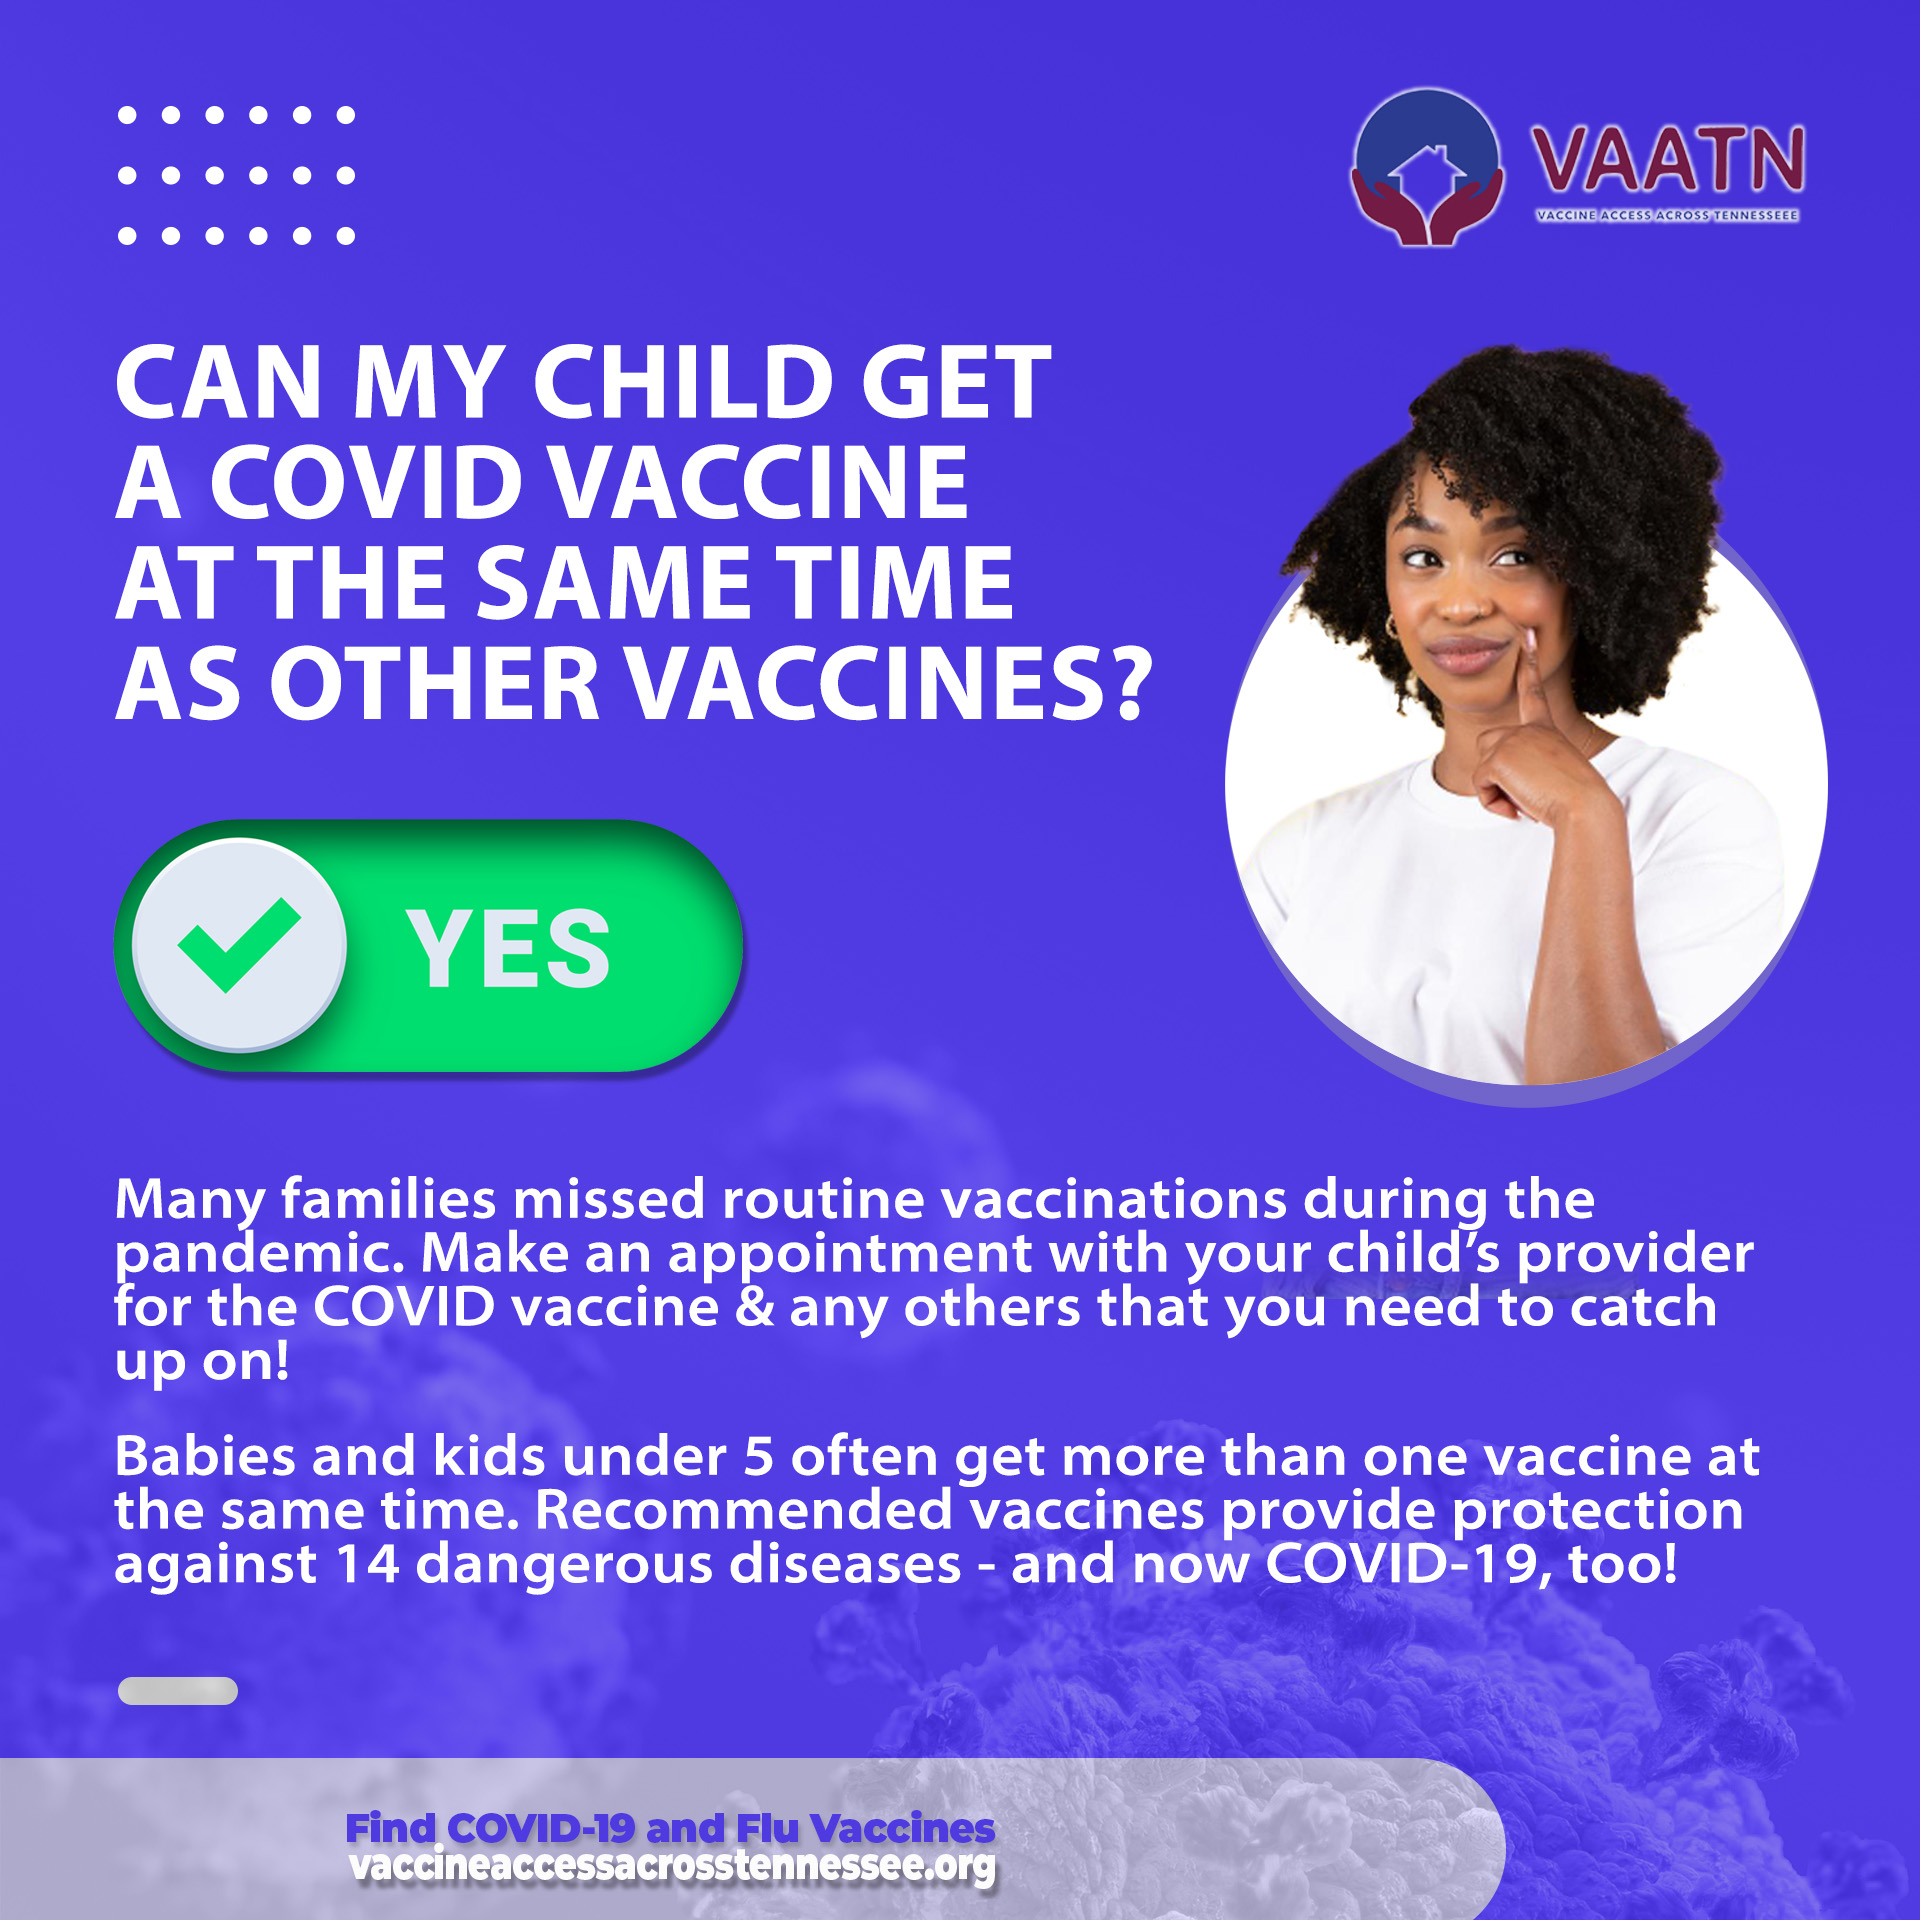 VAATN
VACCINE ACCESS ACROSS TENNESSEEE
CAN MY CHILD GET
A COVID VACCINE
AT THE SAME TIME
AS OTHER VACCINES?
YES
Many families missed routine vaccinations during the
pandemic. Make an appointment with your child’s provider
for the COVID vaccine & any others that you need to catch
up on!
Babies and kids under 5 often get more than one vaccine at
the same time. Recommended vaccines provide protection
against 14 dangerous diseases - and now COVID-19, too!
Find COVID-19 and Flu Vaccines
vaccineaccessacrosstennessee.org